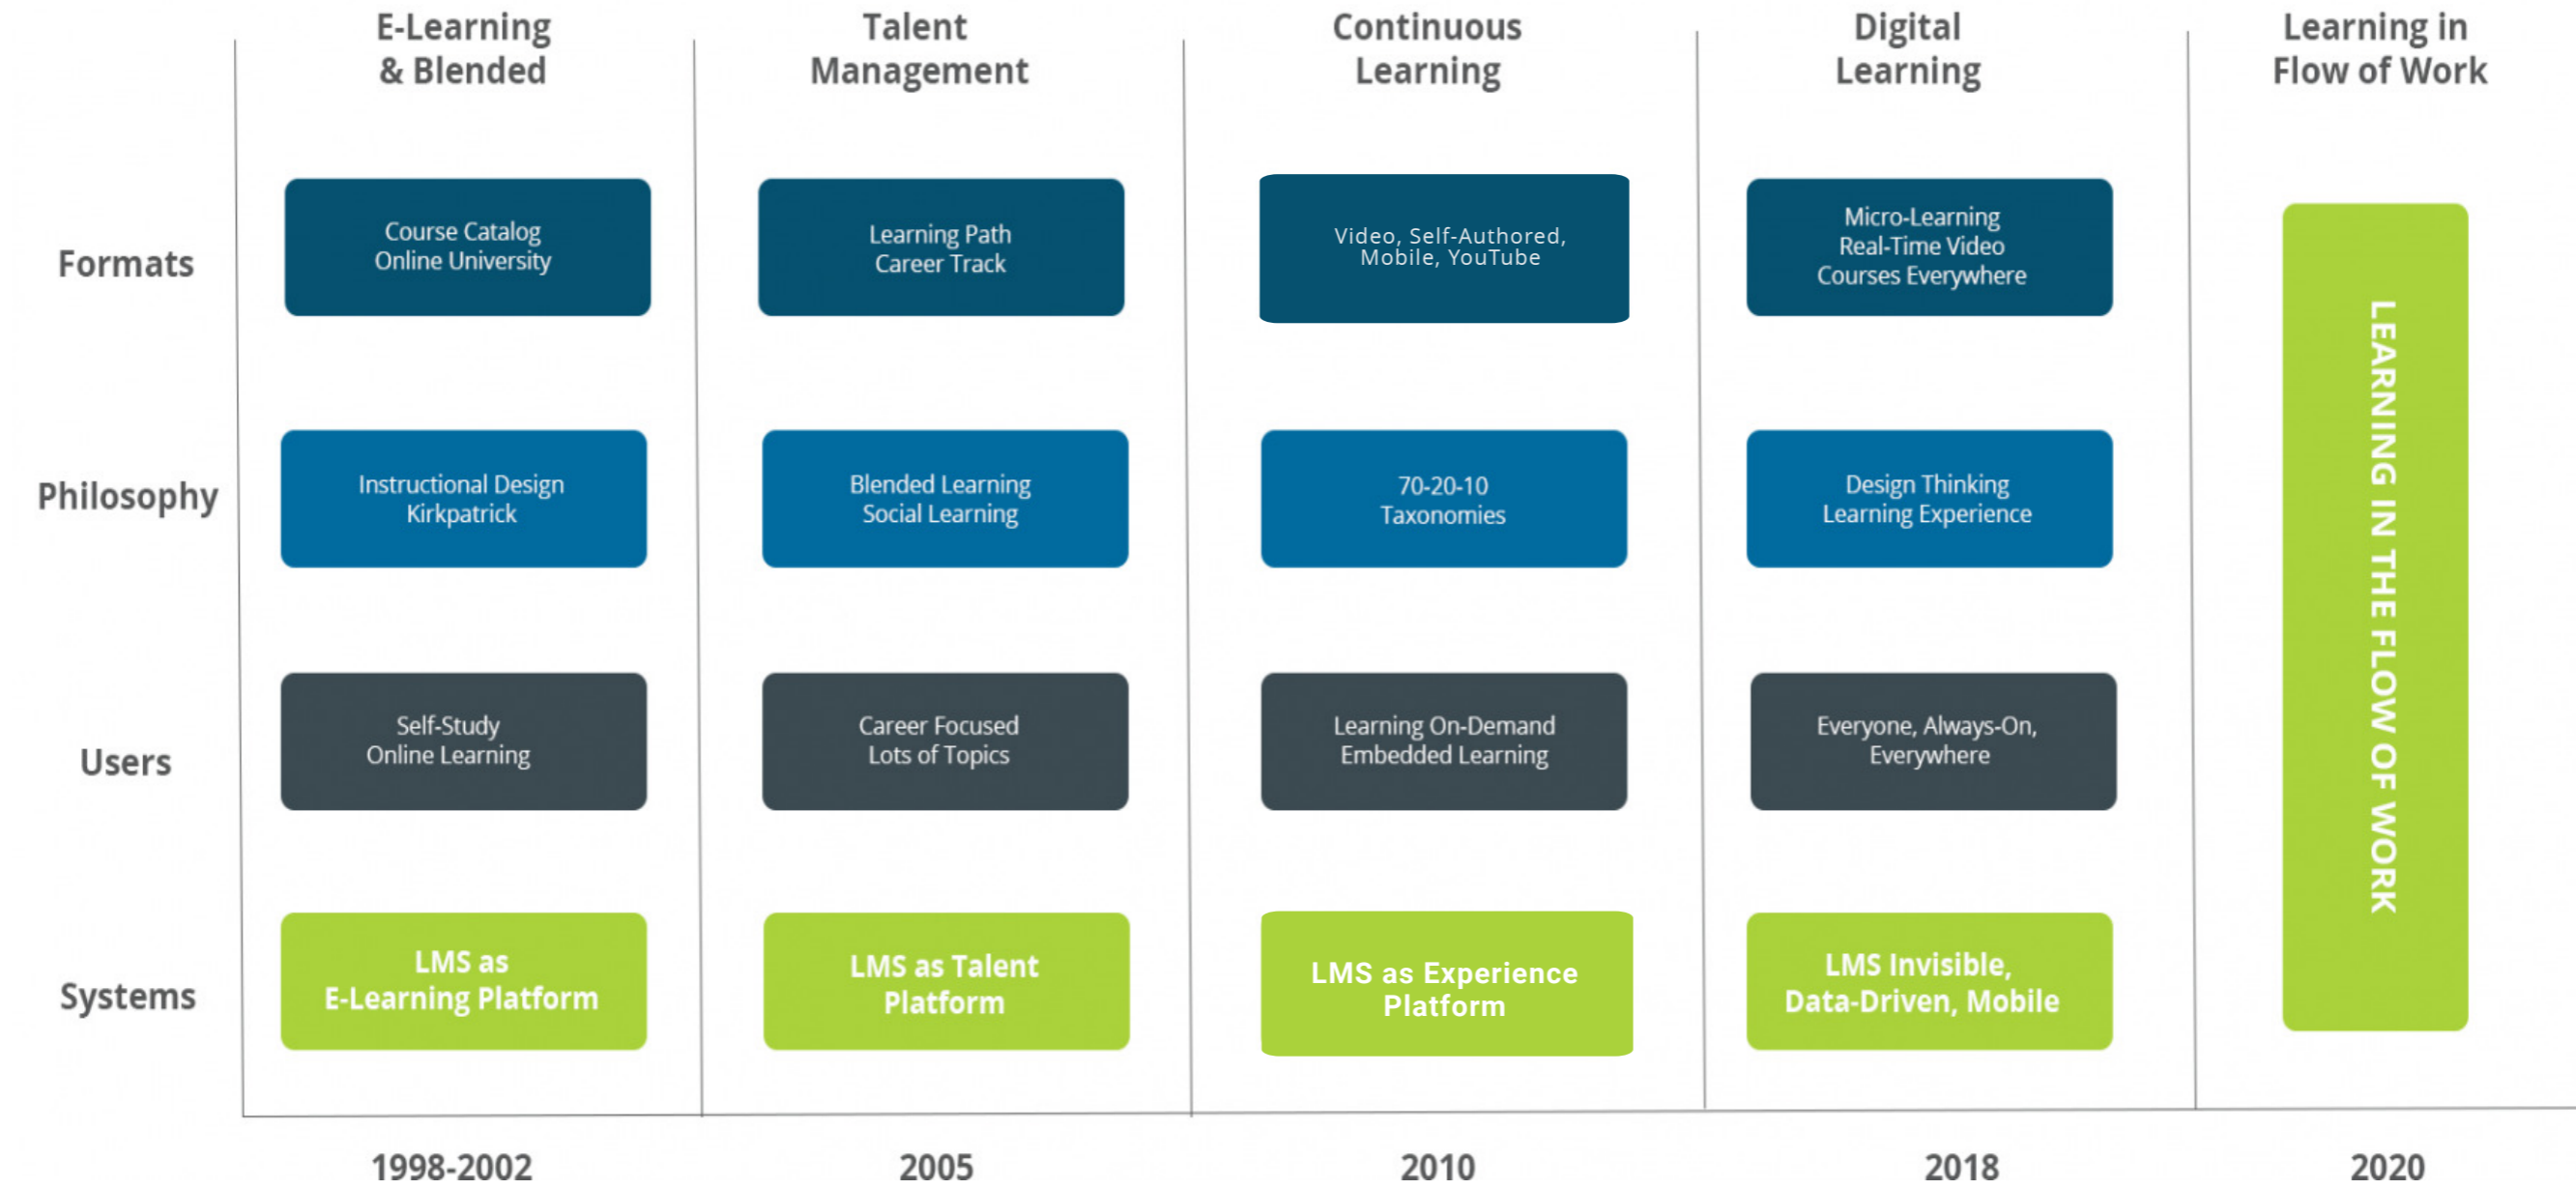 E-Learning
& Blended
Talent
Management
Continuous
Learning
Digital
Learning
Learning in
Flow of Work
Formats
Course Catalog
Online University
Learning Path
Career Track
Video, Self-Authored,
Mobile, YouTube
Micro-Learning
Real-Time Video
Courses Everywhere
Philosophy
Instructional Design
Kirkpatrick
Blended Learning
Social Learning
70-20-10
Taxonomies
Design Thinking
Learning Experience
Users
Self-Study
Online Learning
Career Focused
Lots of Topics
Learning On-Demand
Embedded Learning
Everyone, Always-On,
Everywhere
Systems
LMS as
E-Learning Platform
LMS as Talent
Platform
LMS as Experience
Platform
LMS Invisible,
Data-Driven, Mobile
LEARNING IN THE FLOW OF WORK
1998-2002
2005
2010
2018
2020